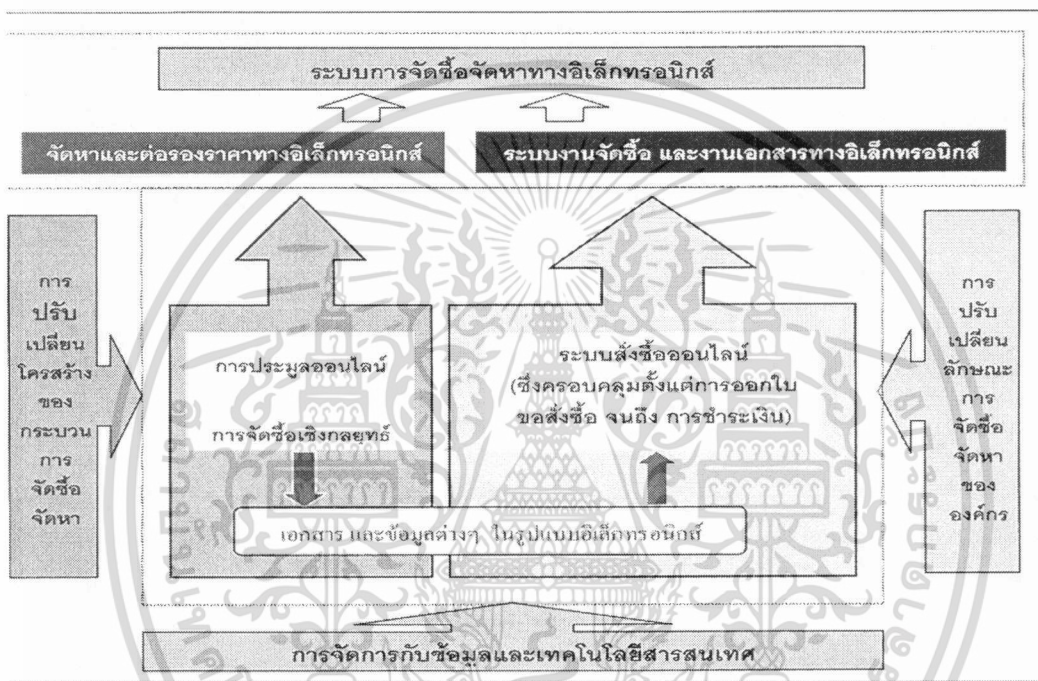 ระบบการจัดซื้อจัดหาทางอิเล็กทรอนิกส์
จัดหาและต่อรองราคาทางอิเล็กทรอนิกส์
ระบบงานจัดซื้อ และงานเอกสารทางอิเล็กทรอนิกส์
การ
ปรับ
เปลี่ยน
โครสร้าง
ของ
กระบวน
การ
จัดซื้อ
จัดหา
การประมูลออนไลน์
การจัดซื้อเชิงกลยุทธ์
ระบบสั่งซื้อออนไลน์
(ซึ่งครอบคลุมตั้งแต่การออกใบ
ขอสั่งซื้อ จนถึง การชำระเงิน)
การ
ปรับ
เปลี่ยน
ลักษณะ
การ
จัดซื้อ
จัดหา
ของ
องค์กร
เอกสาร และข้อมูลต่างๆ ในรูปแบบอิเล็กทรอนิกส์
การจัดการกับข้อมูลและเทคโนโลยีสารสนเทศ